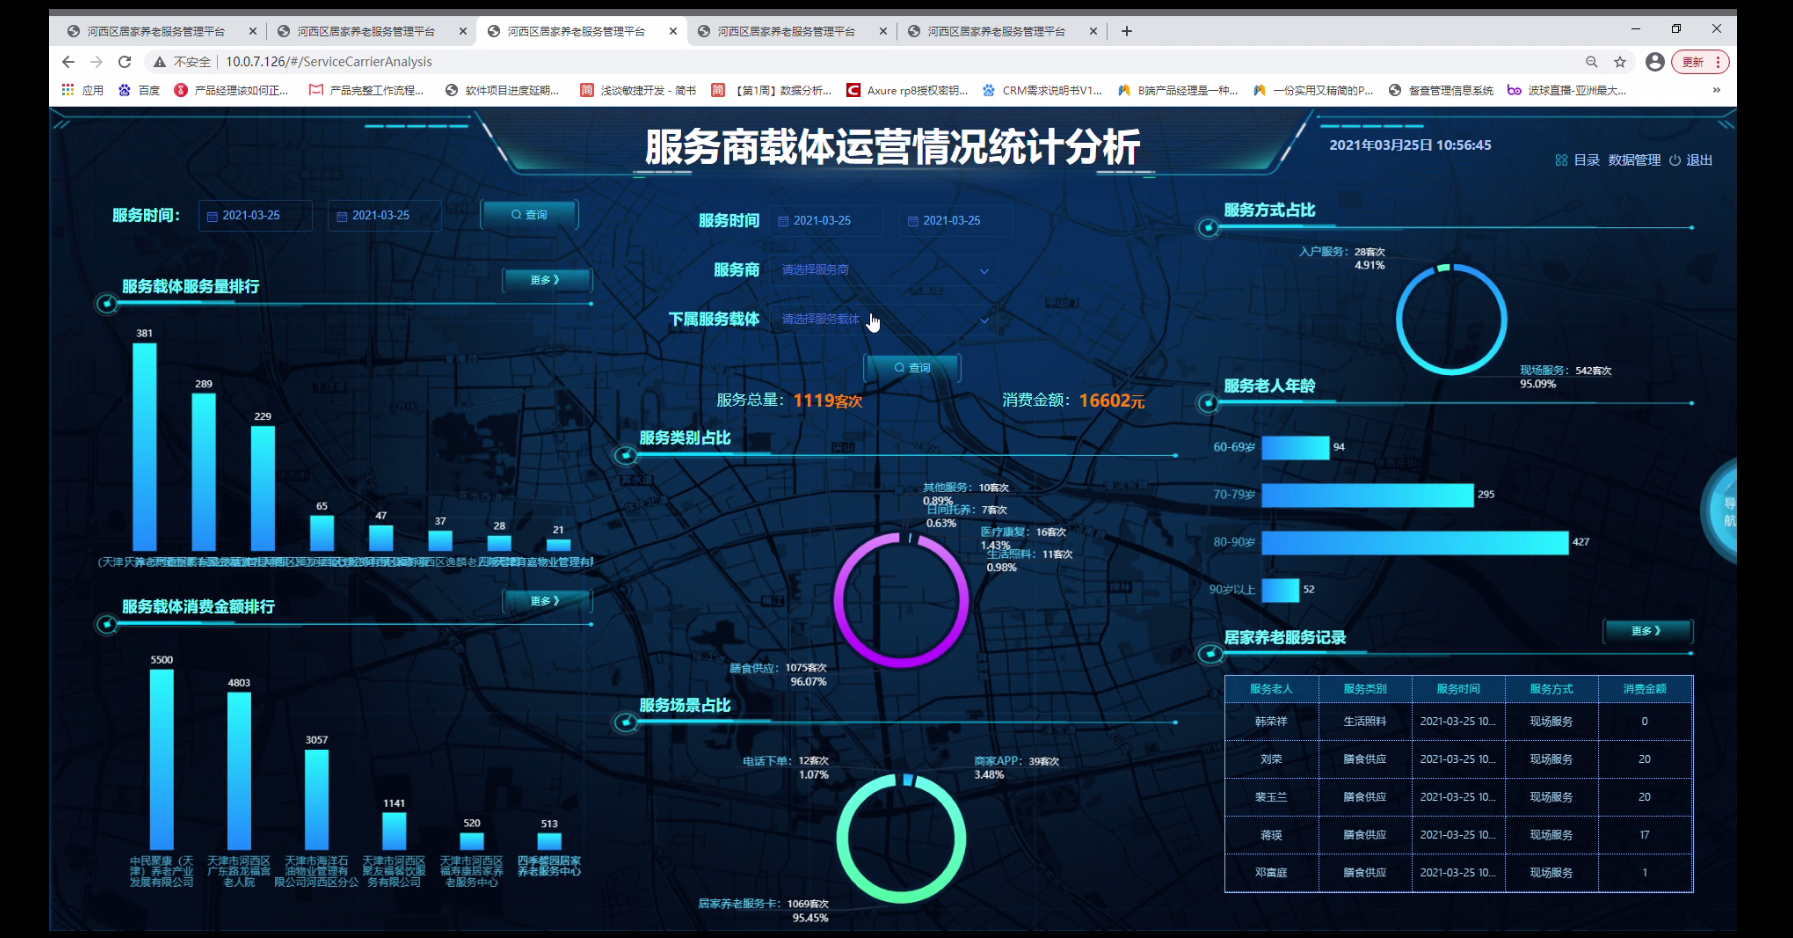 河西区居家养老服务管理平台
河西区居家养老服务管理平台
河西区居家养老服务管理平台
河西区居家养老服务管理平台
河西区居家养老服务管理平台
不安全 10.0.7.126/#/ServiceCarrierAnalysis
更新
应用
百度
产品经理该如何正...
产品完整工作流程...
软件项目进度延期...
浅淡敏捷开发 - 简书
【第1周】数据分析...
Axure rp8授权密钥...
CRM需求说明书V1...
B端产品经理是一种...
一份实用又精简的P...
督查管理信息系统
波球直播-亚洲最大...
服务商载体运营情况统计分析
2021年03月25日 10:56:45
目录 数据管理 退出
服务时间：
2021-03-25
2021-03-25
查询
服务载体服务量排行
更多》
381
289
229
65
47
37
28
21
服务载体消费金额排行
更多》
5500
4803
3057
1141
520
513
中民聚康（天
津）养老产业
发展有限公司
天津市河西区
广东路龙福宫
老人院
天津市海洋石
油物业管理有
限公司河西区分公
天津市河西区
聚友福餐饮服
务有限公司
天津市河西区
福寿康居家养
老服务中心
四季馨园居家
养老服务中心
服务时间
2021-03-25
2021-03-25
服务商
请选择服务商
下属服务载体
请选择服务载体
查询
服务总量：1119客次
消费金额：16602元
服务类别占比
其他服务：10客次
0.89%
日间托养：7客次
0.63%
医疗康复：16客次
1.43%
生活照料：11客次
0.98%
膳食供应：1075客次
96.07%
服务场景占比
电话下单：12客次
1.07%
商家APP：39客次
3.48%
居家养老服务卡：1069客次
95.45%
服务方式占比
入户服务：28客次
4.91%
现场服务：542客次
95.09%
服务老人年龄
60-69岁 94
70-79岁 295
80-90岁 427
90岁以上 52
导
航
居家养老服务记录
更多》
服务老人 服务类别 服务时间 服务方式 消费金额
韩荣祥 生活照料 2021-03-25 10... 现场服务 0
刘荣 膳食供应 2021-03-25 10... 现场服务 20
裴玉兰 膳食供应 2021-03-25 10... 现场服务 20
蒋瑛 膳食供应 2021-03-25 10... 现场服务 17
邓富庭 膳食供应 2021-03-25 10... 现场服务 1